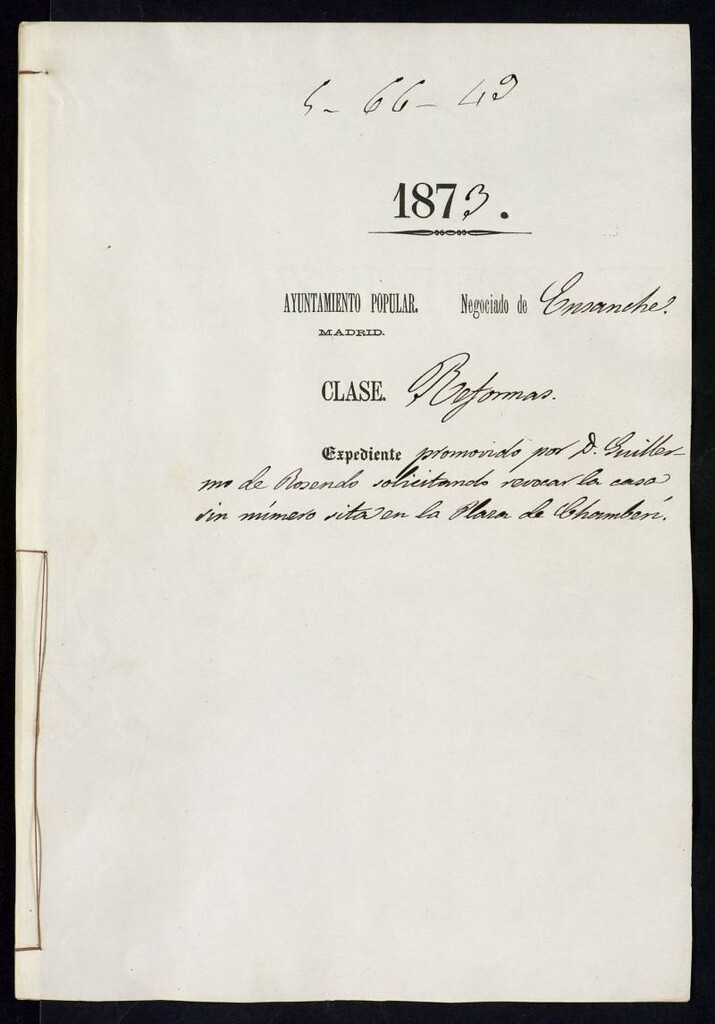 5-66-49
1873.
AYUNTAMIENTO POPULAR. Negociado de Ensanche.
MADRID.
CLASE. Reformas.
Expediente promovido por D. Guiller-
mo de Rosendo solicitando revocar la casa
sin número sita en la Plaza de Chamberí.